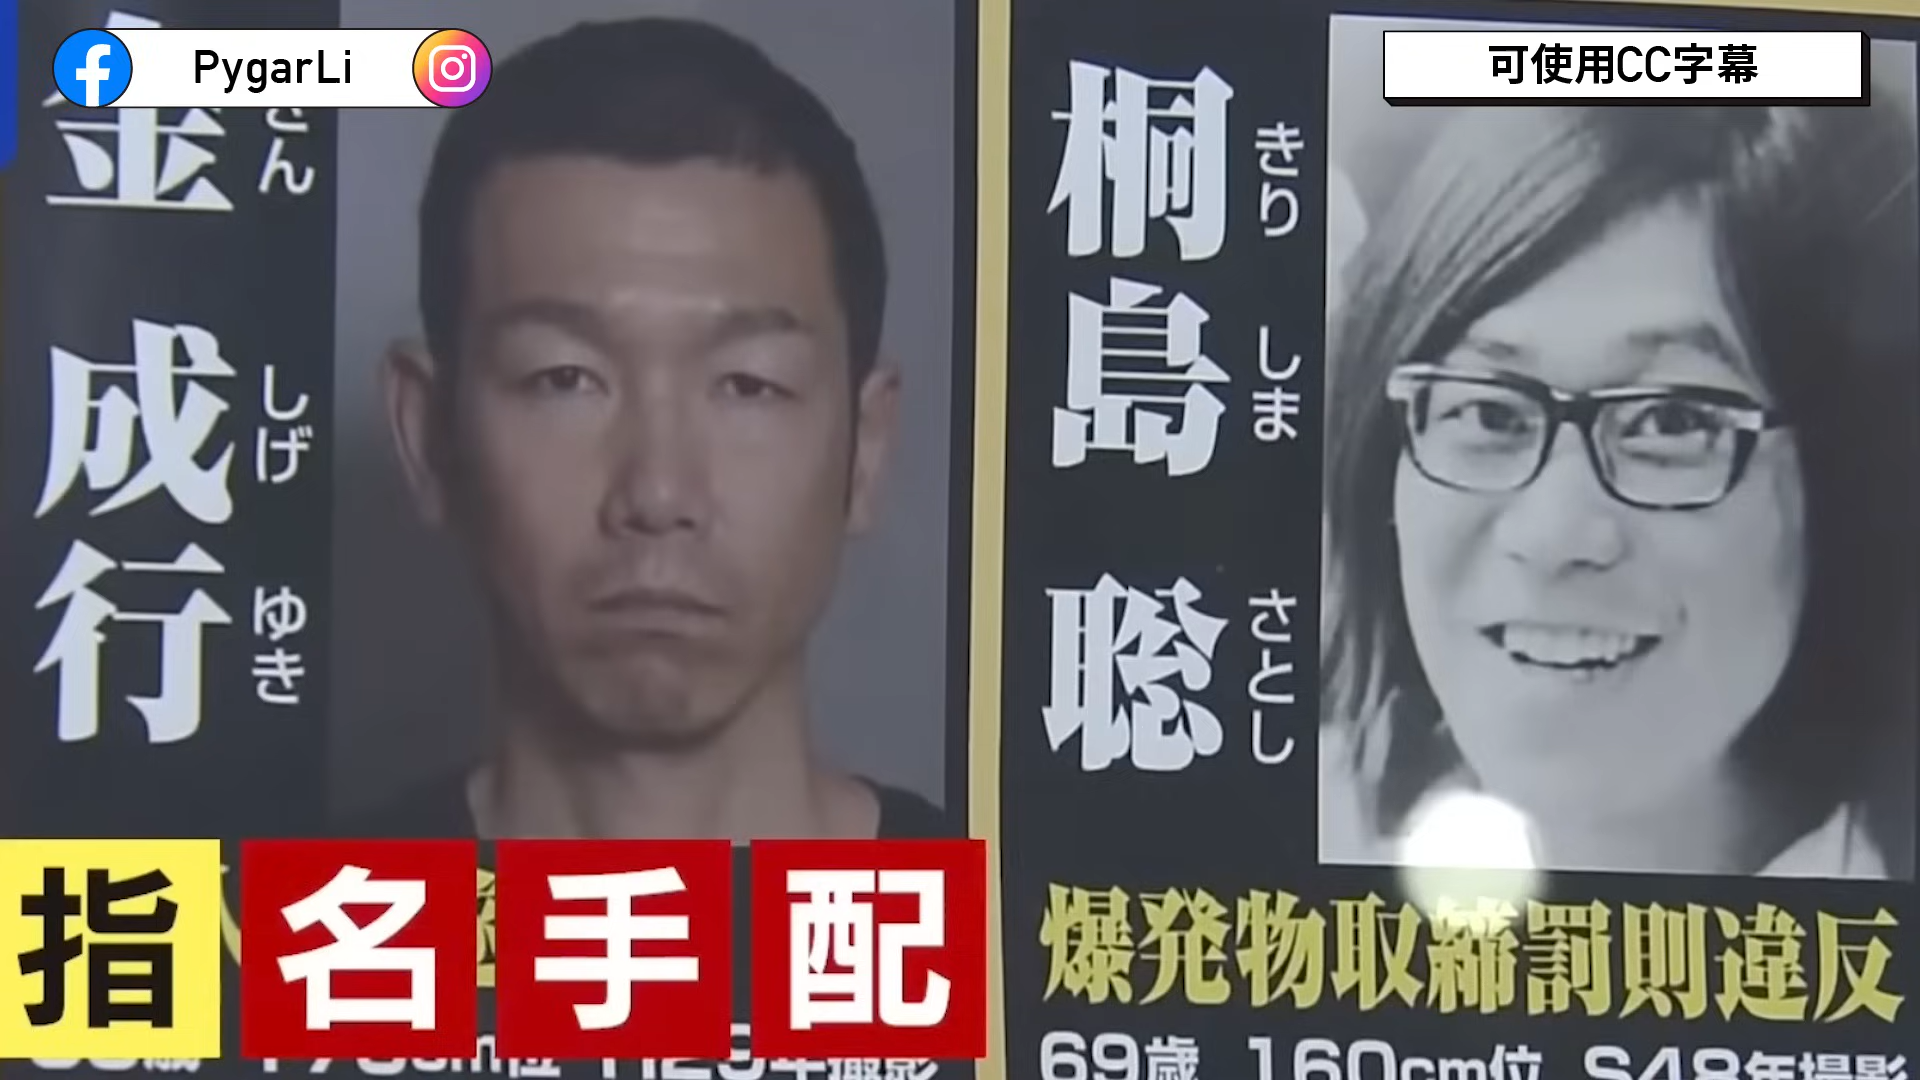 PygarLi
可使用CC字幕
金 成行
しげ ゆき
桐島 聡
きり しま さとし
指名手配
爆発物取締罰則違反
69歳 160cm位 S48年撮影